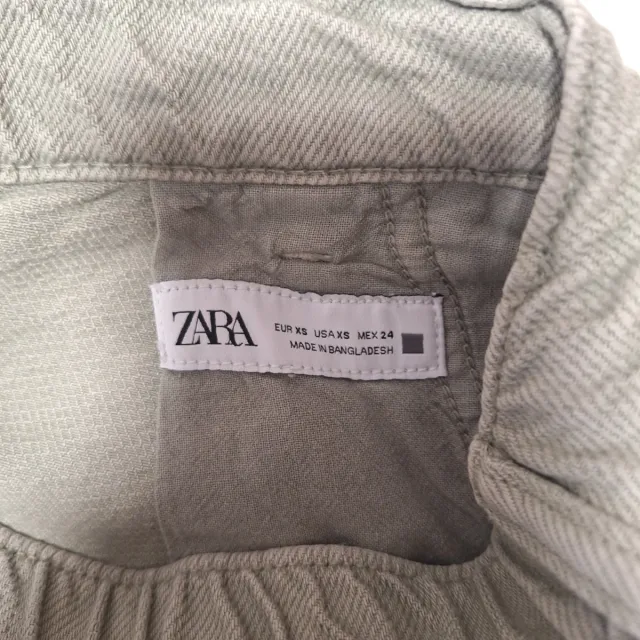 ZARA
EUR XS USA XS MEX 24
MADE IN BANGLADESH